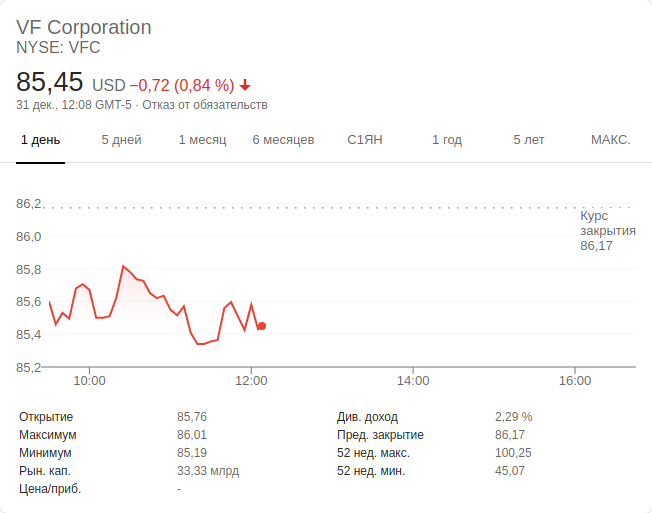 VF Corporation
NYSE: VFC
85,45 USD −0,72 (0,84 %)
31 дек., 12:08 GMT-5 · Отказ от обязательств
1 день 5 дней 1 месяц 6 месяцев С1ЯН 1 год 5 лет МАКС.
86,2
86,0
85,8
85,6
85,4
85,2
Курс
закрытия
86,17
10:00 12:00 14:00 16:00
Открытие 85,76 Див. доход 2,29 %
Максимум 86,01 Пред. закрытие 86,17
Минимум 85,19 52 нед. макс. 100,25
Рын. кап. 33,33 млрд 52 нед. мин. 45,07
Цена/приб. -